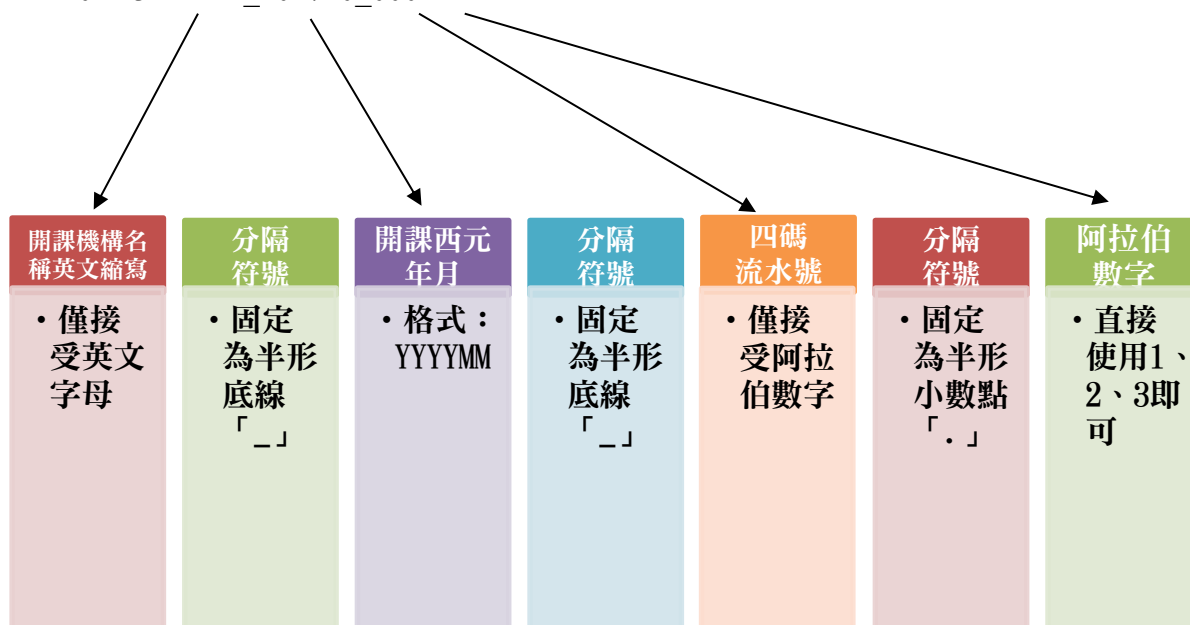 開課機構名
稱英文縮寫
・僅接
受英文
字母
分隔
符號
・固定
為半形
底線
「_」
開課西元
年月
・格式：
YYYYMM
分隔
符號
・固定
為半形
底線
「_」
四碼
流水號
・僅接
受阿拉
伯數字
分隔
符號
・固定
為半形
小數點
「.」
阿拉伯
數字
・直接
使用1、
2、3即
可